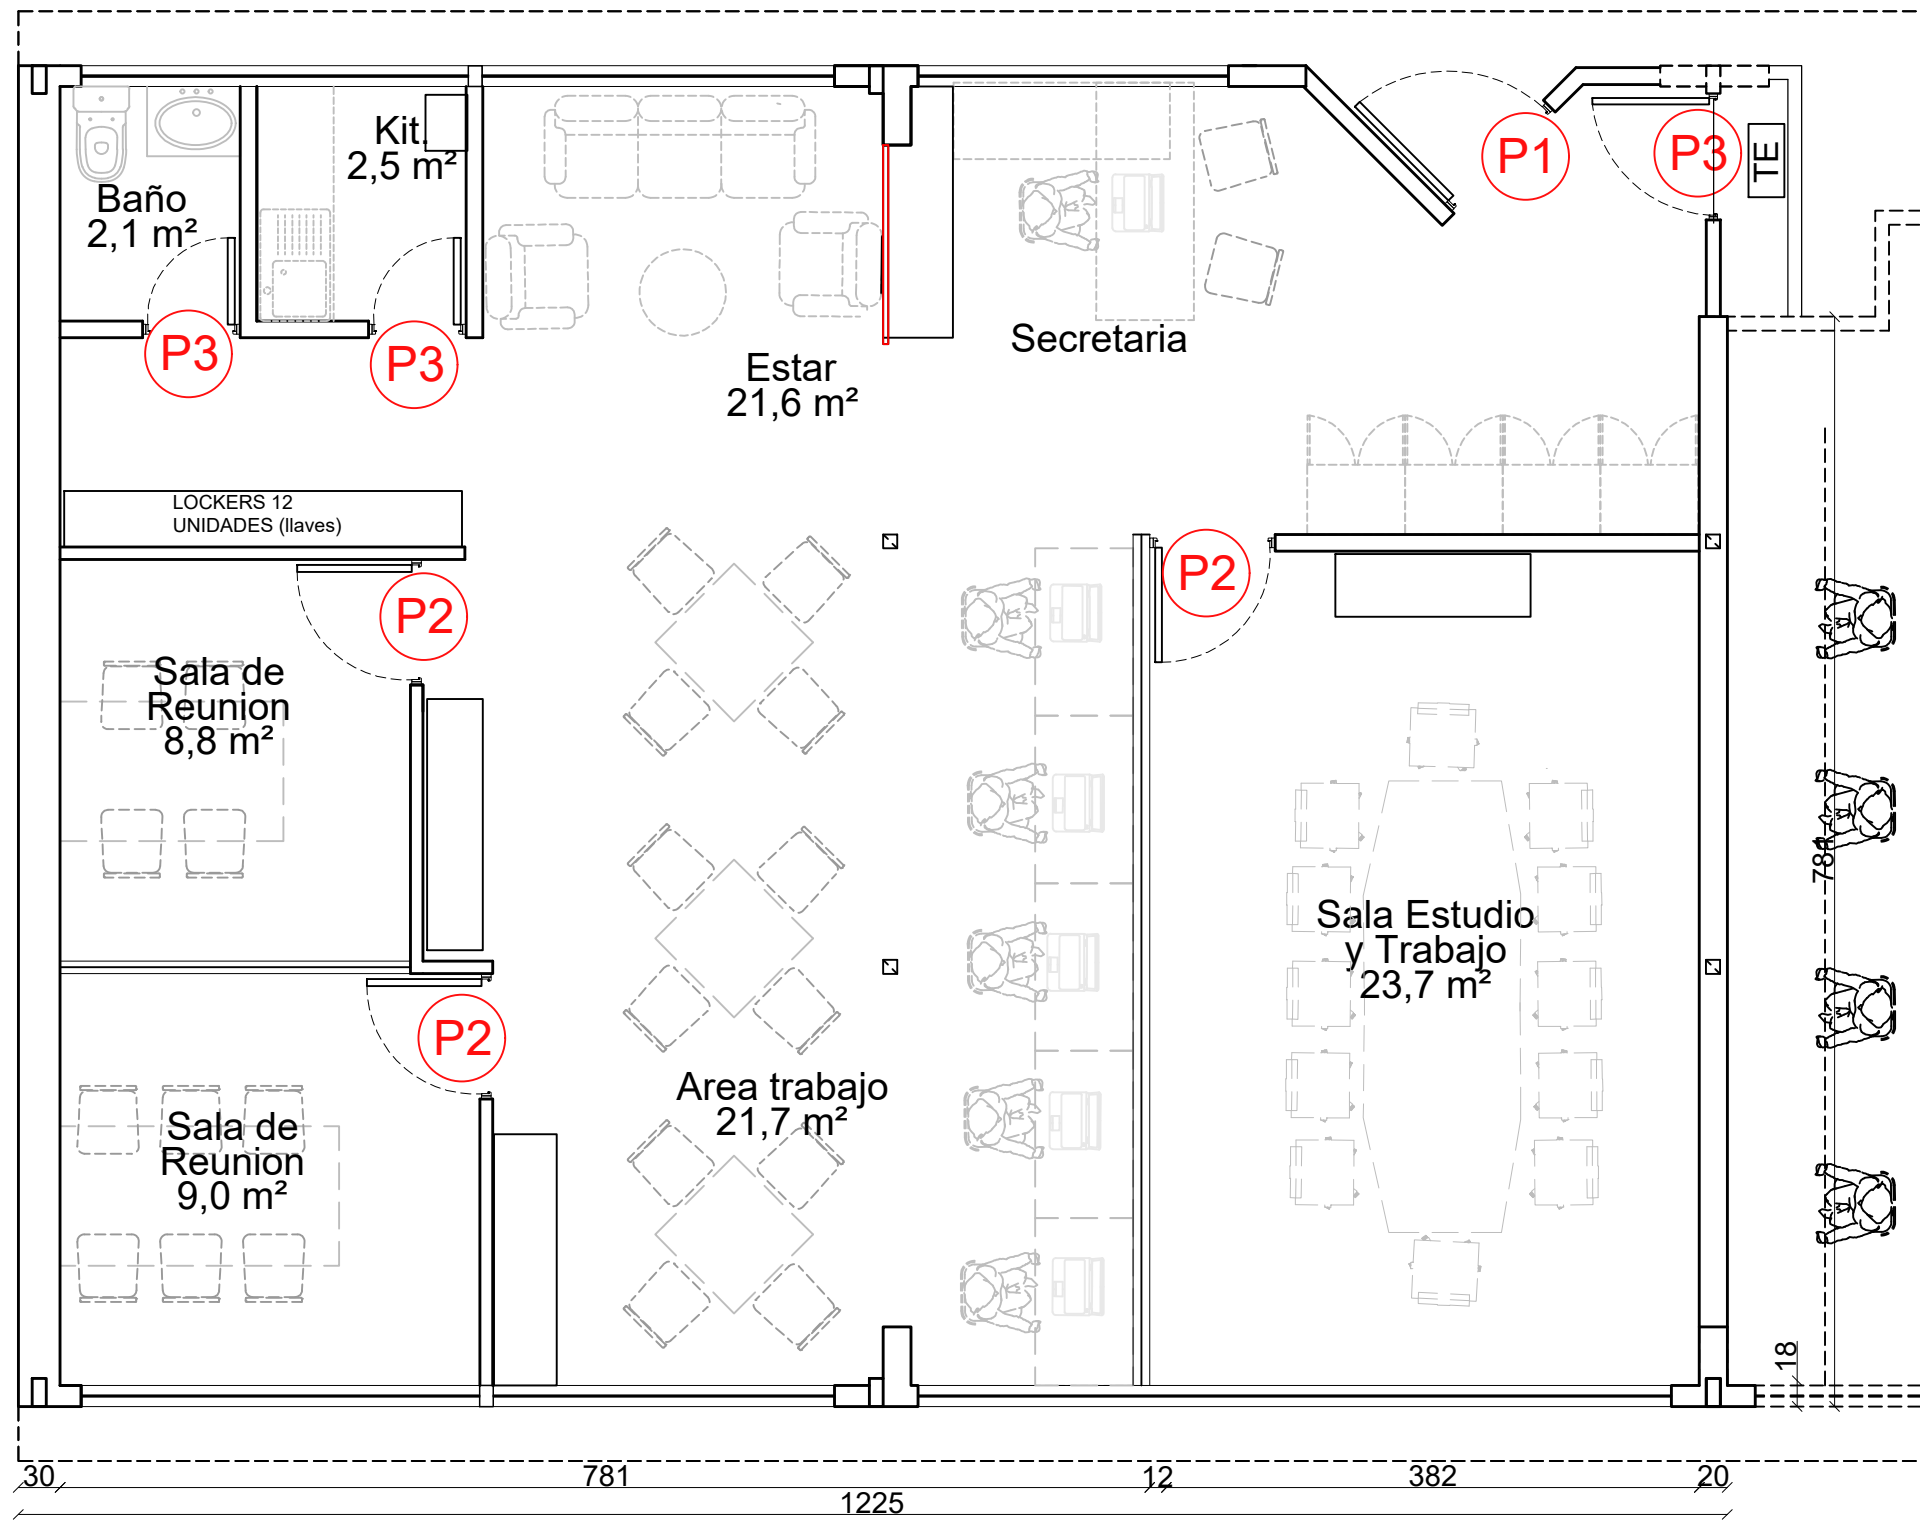 Kit.
2,5 m²
P1
P3
TE
Baño
2,1 m²
P3
P3
Secretaria
Estar
21,6 m²
LOCKERS 12
UNIDADES (llaves)
P2
P2
Sala de
Reunion
8,8 m²
781
Sala Estudio
y Trabajo
23,7 m²
P2
Area trabajo
21,7 m²
Sala de
Reunion
9,0 m²
18
30
781
12
382
20
1225